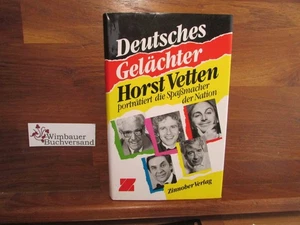 Deutsches
Gelächter
Horst Vetten
porträtiert die Spaßmacher
der Nation
Zinnober Verlag
Wimbauer
Buchversand